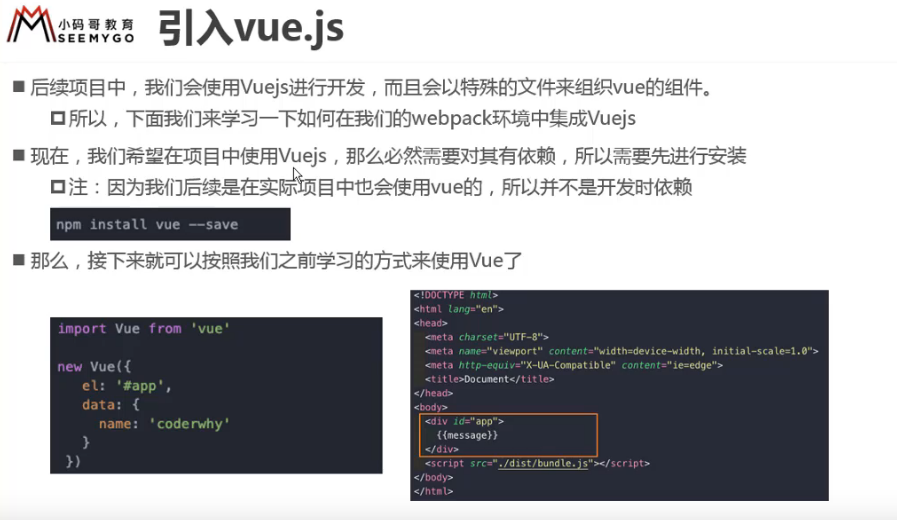 小码哥教育
SEEMYGO
引入vue.js
后续项目中，我们会使用Vuejs进行开发，而且会以特殊的文件来组织vue的组件。
所以，下面我们来学习一下如何在我们的webpack环境中集成Vuejs
现在，我们希望在项目中使用Vuejs，那么必然需要对其有依赖，所以需要先进行安装
注：因为我们后续是在实际项目中也会使用vue的，所以并不是开发时依赖
npm install vue --save
那么，接下来就可以按照我们之前学习的方式来使用Vue了
import Vue from 'vue'
new Vue({
el: '#app',
data: {
name: 'coderwhy'
}
})
<!DOCTYPE html>
<html lang="en">
<head>
<meta charset="UTF-8">
<meta name="viewport" content="width=device-width, initial-scale=1.0">
<meta http-equiv="X-UA-Compatible" content="ie=edge">
<title>Document</title>
</head>
<body>
<div id="app">
{{message}}
</div>
<script src="./dist/bundle.js"></script>
</body>
</html>